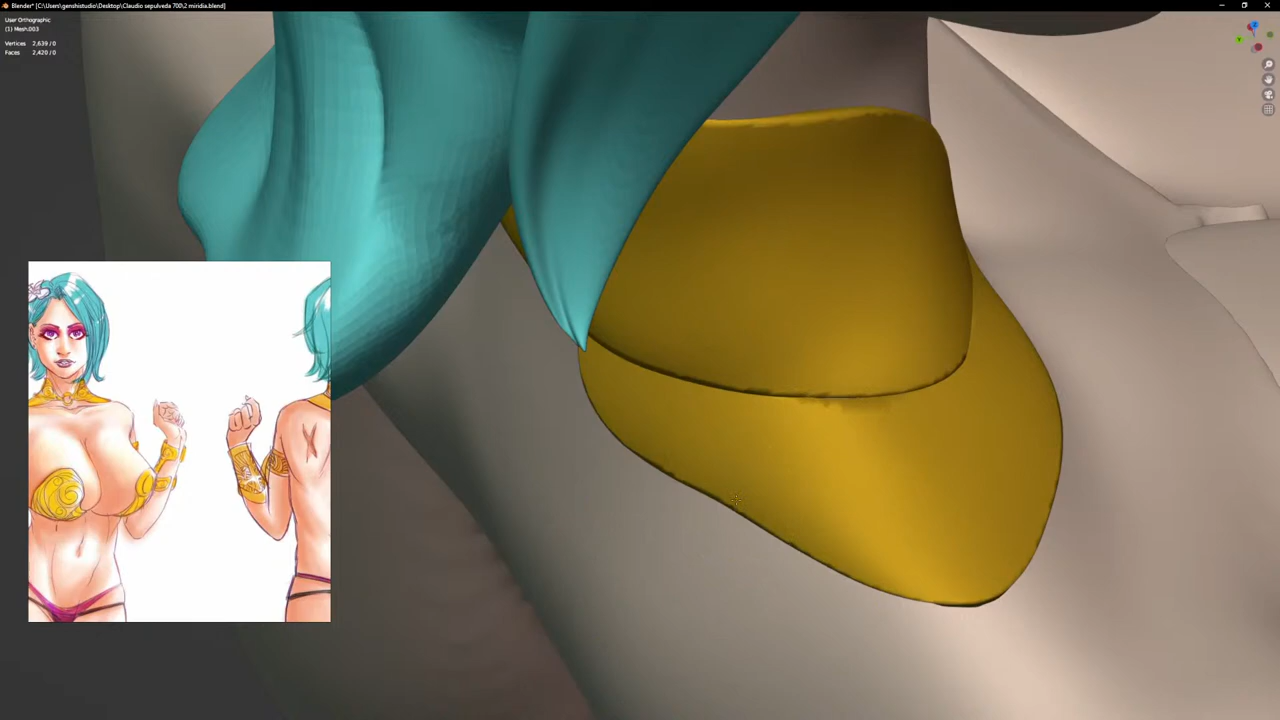 Blender* [C:\Users\genshistudio\Desktop\Claudio sepulveda 700\2 miridia.blend]
User Orthographic
(1) Mesh.003
Vertices 2,639/0
Faces 2,420/0